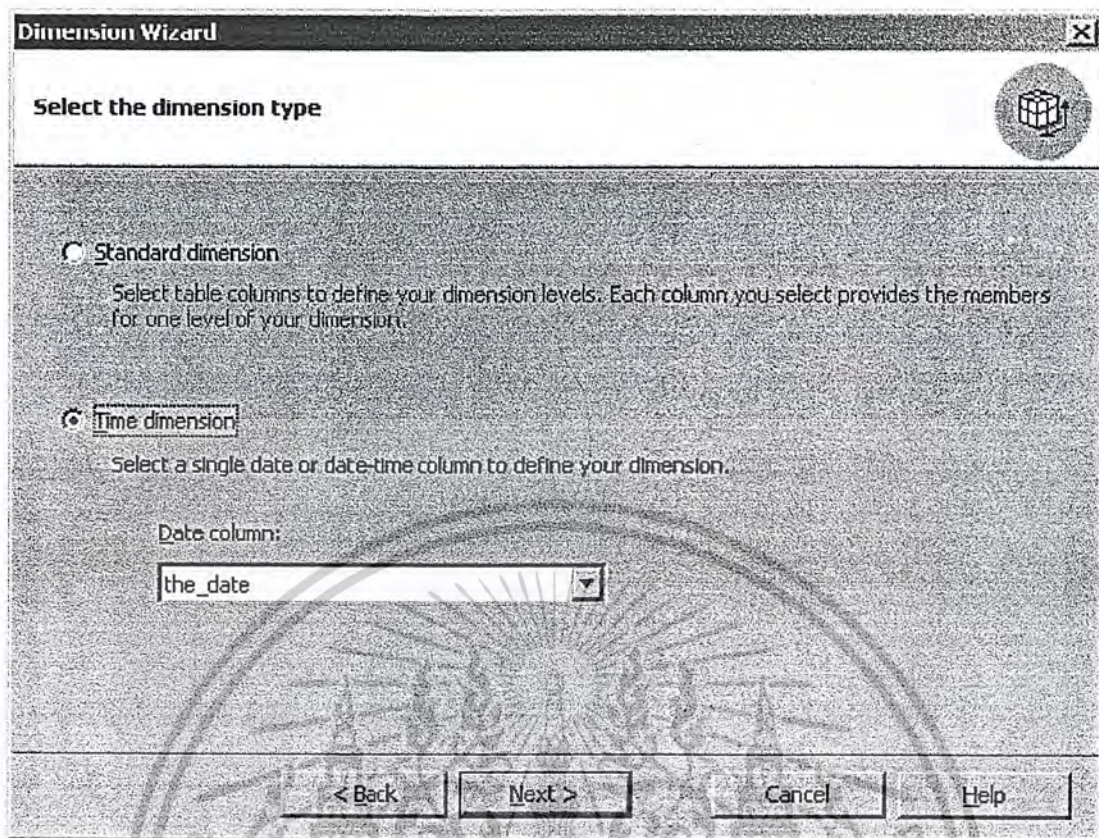 Dimension Wizard
Select the dimension type
Standard dimension
Select table columns to define your dimension levels. Each column you select provides the members
for one level of your dimension.
Time dimension
Select a single date or date-time column to define your dimension.
Date column:
the_date
< Back
Next >
Cancel
Help